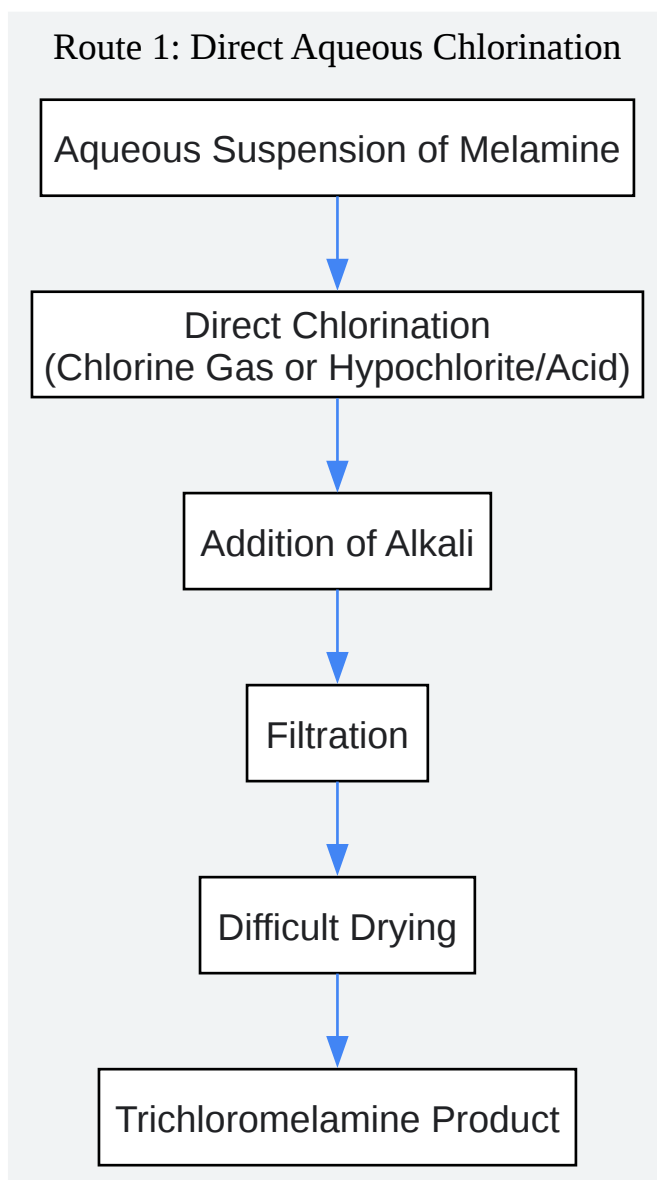 Route 1: Direct Aqueous Chlorination
Aqueous Suspension of Melamine
Direct Chlorination
(Chlorine Gas or Hypochlorite/Acid)
Addition of Alkali
Filtration
Difficult Drying
Trichloromelamine Product